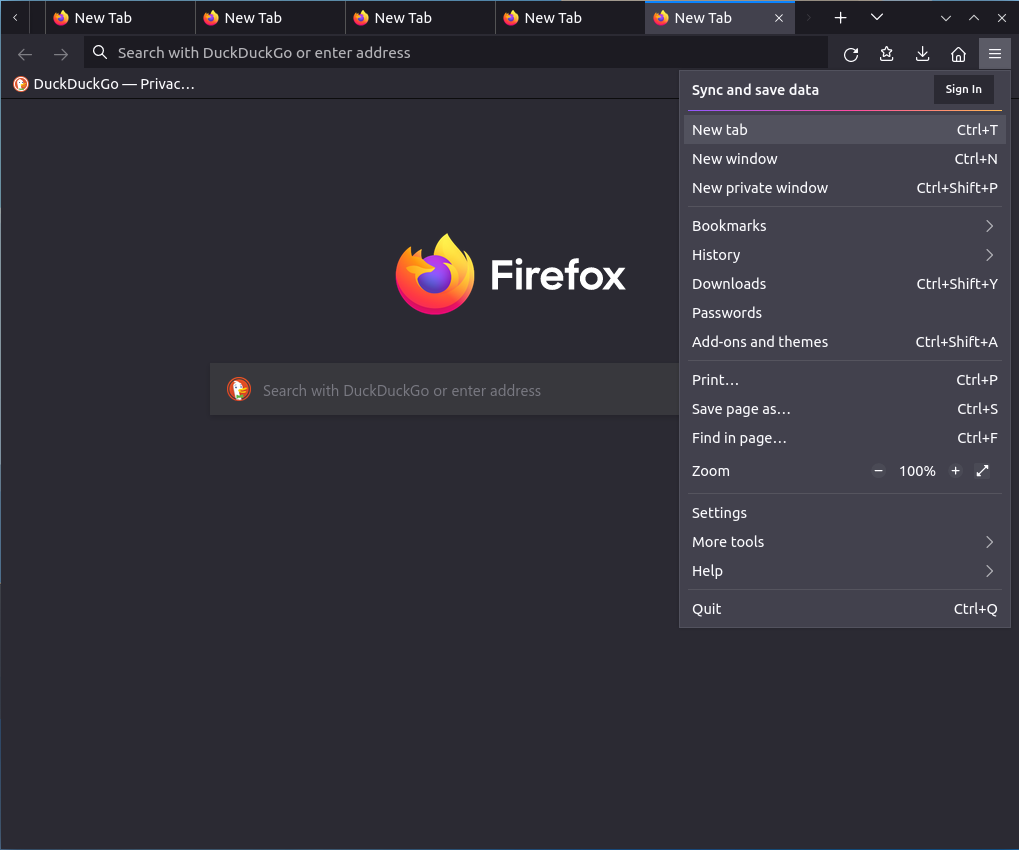 New Tab New Tab New Tab New Tab New Tab
Search with DuckDuckGo or enter address
DuckDuckGo — Privac…
Sync and save data Sign In
New tab Ctrl+T
New window Ctrl+N
New private window Ctrl+Shift+P
Bookmarks
History
Downloads Ctrl+Shift+Y
Passwords
Add-ons and themes Ctrl+Shift+A
Print… Ctrl+P
Save page as… Ctrl+S
Find in page… Ctrl+F
Zoom − 100% +
Settings
More tools
Help
Quit Ctrl+Q
Firefox
Search with DuckDuckGo or enter address